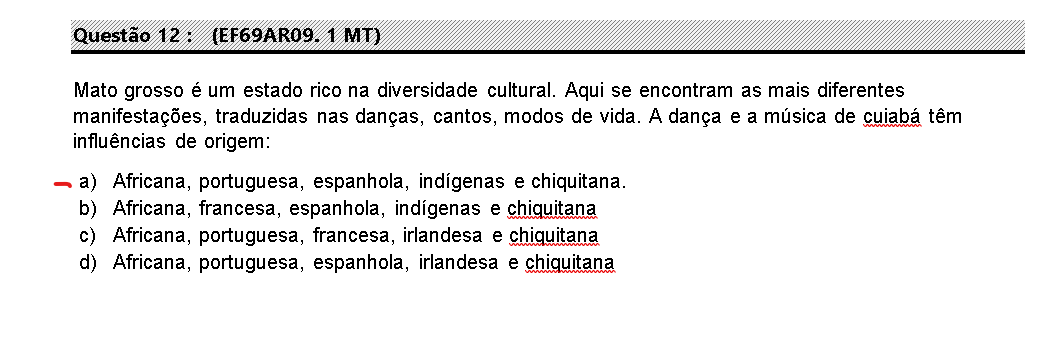 Questão 12 : (EF69AR09. 1 MT)
Mato grosso é um estado rico na diversidade cultural. Aqui se encontram as mais diferentes
manifestações, traduzidas nas danças, cantos, modos de vida. A dança e a música de cuiabá têm
influências de origem:
a) Africana, portuguesa, espanhola, indígenas e chiquitana.
b) Africana, francesa, espanhola, indígenas e chiquitana
c) Africana, portuguesa, francesa, irlandesa e chiquitana
d) Africana, portuguesa, espanhola, irlandesa e chiquitana